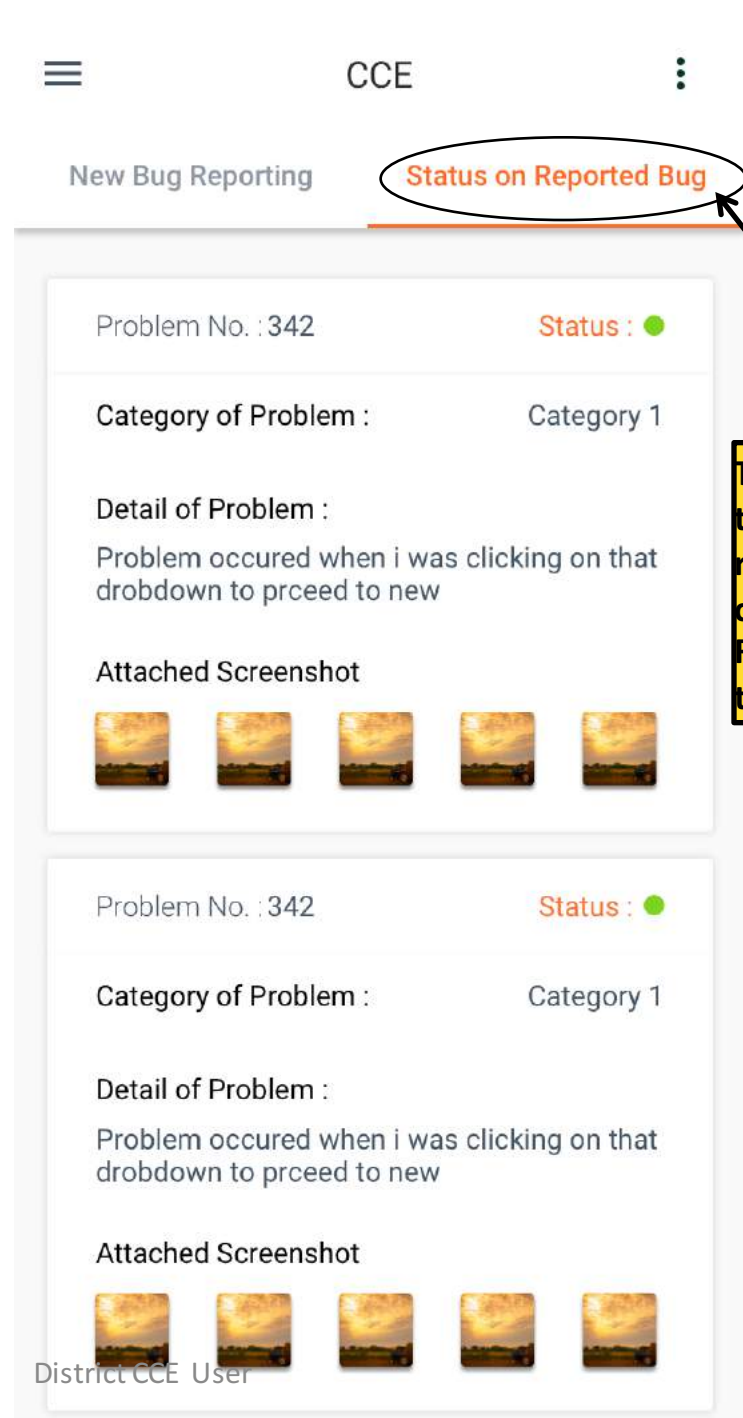 CCE
New Bug Reporting
Status on Reported Bug
Problem No. : 342
Status :
Category of Problem :
Category 1
Detail of Problem :
Problem occured when i was clicking on that
drobdown to prceed to new
Attached Screenshot
Problem No. : 342
Status :
Category of Problem :
Category 1
Detail of Problem :
Problem occured when i was clicking on that
drobdown to prceed to new
Attached Screenshot
District CCE User